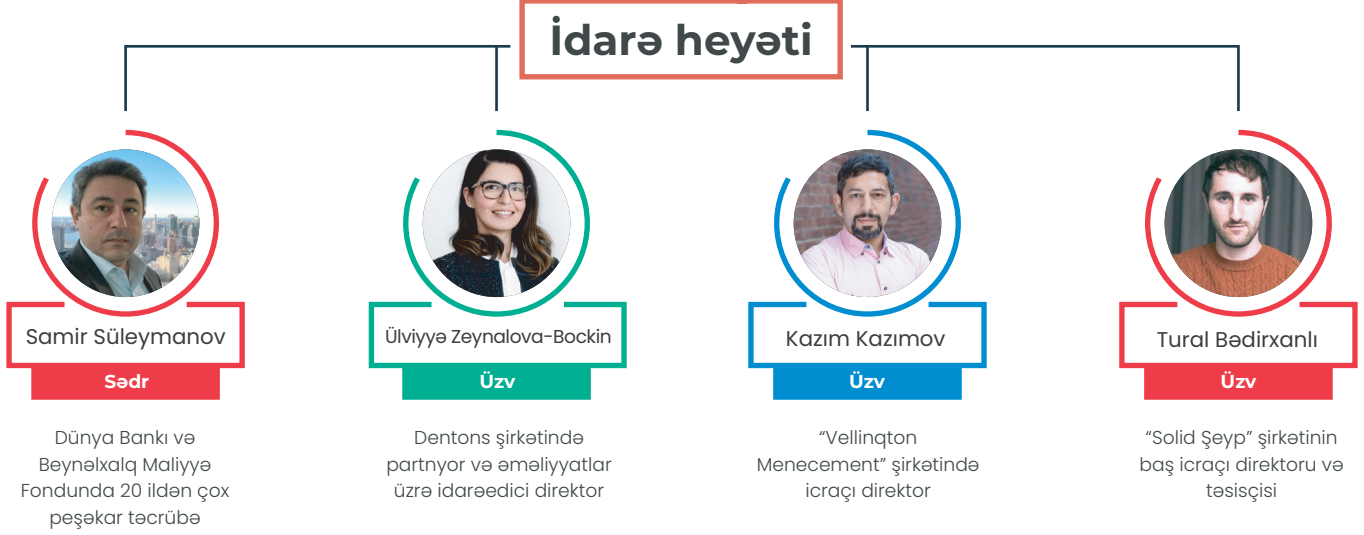 İdarə heyəti
Samir Süleymanov
Sədr
Dünya Bankı və
Beynəlxalq Maliyyə
Fondunda 20 ildən çox
peşəkar təcrübə
Ülviyyə Zeynalova-Bockin
Üzv
Dentons şirkətində
partnyor və əməliyyatlar
üzrə idarəedici direktor
Kazım Kazımov
Üzv
“Vellinqton
Menecement” şirkətində
icraçı direktor
Tural Bədirxanlı
Üzv
“Solid Şeyp” şirkətinin
baş icraçı direktoru və
təsisçisi